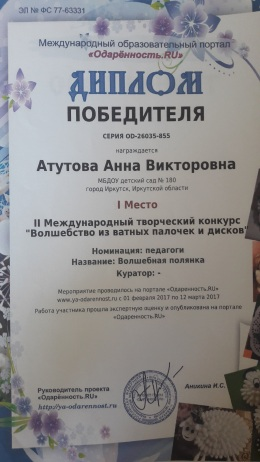 ЭЛ № ФС 77-63331
Международный образовательный портал
«Одарённость.RU»
ДИПЛОМ
ПОБЕДИТЕЛЯ
СЕРИЯ OD-26035-855
награждается
Атутова Анна Викторовна
МБДОУ детский сад № 180
город Иркутск, Иркутской области
I Место
II Международный творческий конкурс
"Волшебство из ватных палочек и дисков"
Номинация: педагоги
Название: Волшебная полянка
Куратор: -
Мероприятие проводилось на портале «Одаренность.RU»
www.ya-odarennost.ru с 01 февраля 2017 по 12 марта 2017
Работа участника прошли экспертную оценку и опубликована на портале
«Одаренность.RU»
Руководитель проекта
«Одарённость.RU»
http://ya-odarennost.ru